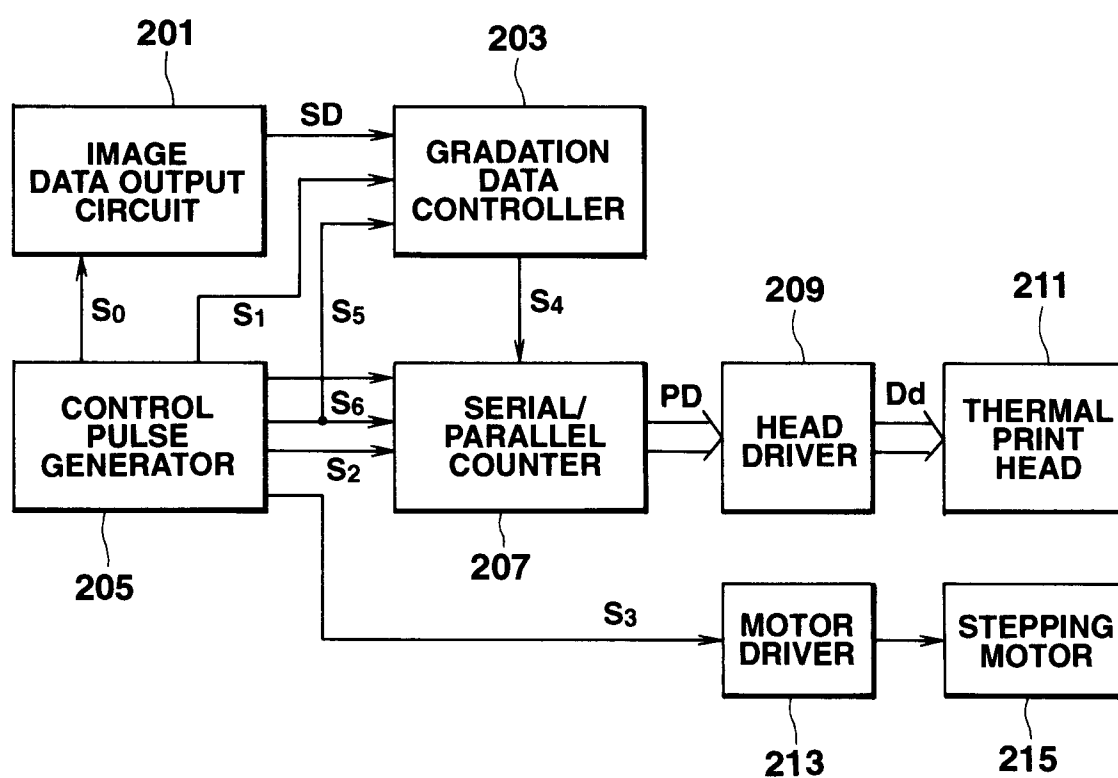 201
203
SD
IMAGE
DATA OUTPUT
CIRCUIT
GRADATION
DATA
CONTROLLER
S0
S1
S5
S4
209
211
CONTROL
PULSE
GENERATOR
S6
S2
SERIAL/
PARALLEL
COUNTER
PD
HEAD
DRIVER
Dd
THERMAL
PRINT
HEAD
205
207
S3
MOTOR
DRIVER
STEPPING
MOTOR
213
215